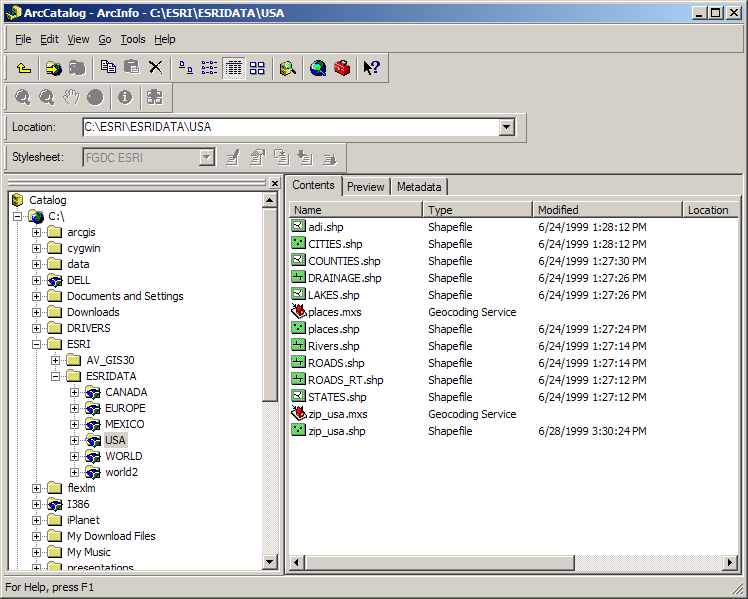 ArcCatalog - ArcInfo - C:\ESRI\ESRIDATA\USA
File Edit View Go Tools Help
Location: C:\ESRI\ESRIDATA\USA
Stylesheet: FGDC ESRI
Catalog
C:\
arcgis
cygwin
data
DELL
Documents and Settings
Downloads
DRIVERS
ESRI
AV_GIS30
ESRIDATA
CANADA
EUROPE
MEXICO
USA
WORLD
world2
flexlm
I386
iPlanet
My Download Files
My Music
presentations
Contents Preview Metadata
Name Type Modified Location
adi.shp Shapefile 6/24/1999 1:28:12 PM
CITIES.shp Shapefile 6/24/1999 1:28:12 PM
COUNTIES.shp Shapefile 6/24/1999 1:27:30 PM
DRAINAGE.shp Shapefile 6/24/1999 1:27:26 PM
LAKES.shp Shapefile 6/24/1999 1:27:26 PM
places.mxs Geocoding Service
places.shp Shapefile 6/24/1999 1:27:24 PM
Rivers.shp Shapefile 6/24/1999 1:27:14 PM
ROADS.shp Shapefile 6/24/1999 1:27:14 PM
ROADS_RT.shp Shapefile 6/24/1999 1:27:12 PM
STATES.shp Shapefile 6/24/1999 1:27:12 PM
zip_usa.mxs Geocoding Service
zip_usa.shp Shapefile 6/28/1999 3:30:24 PM
For Help, press F1